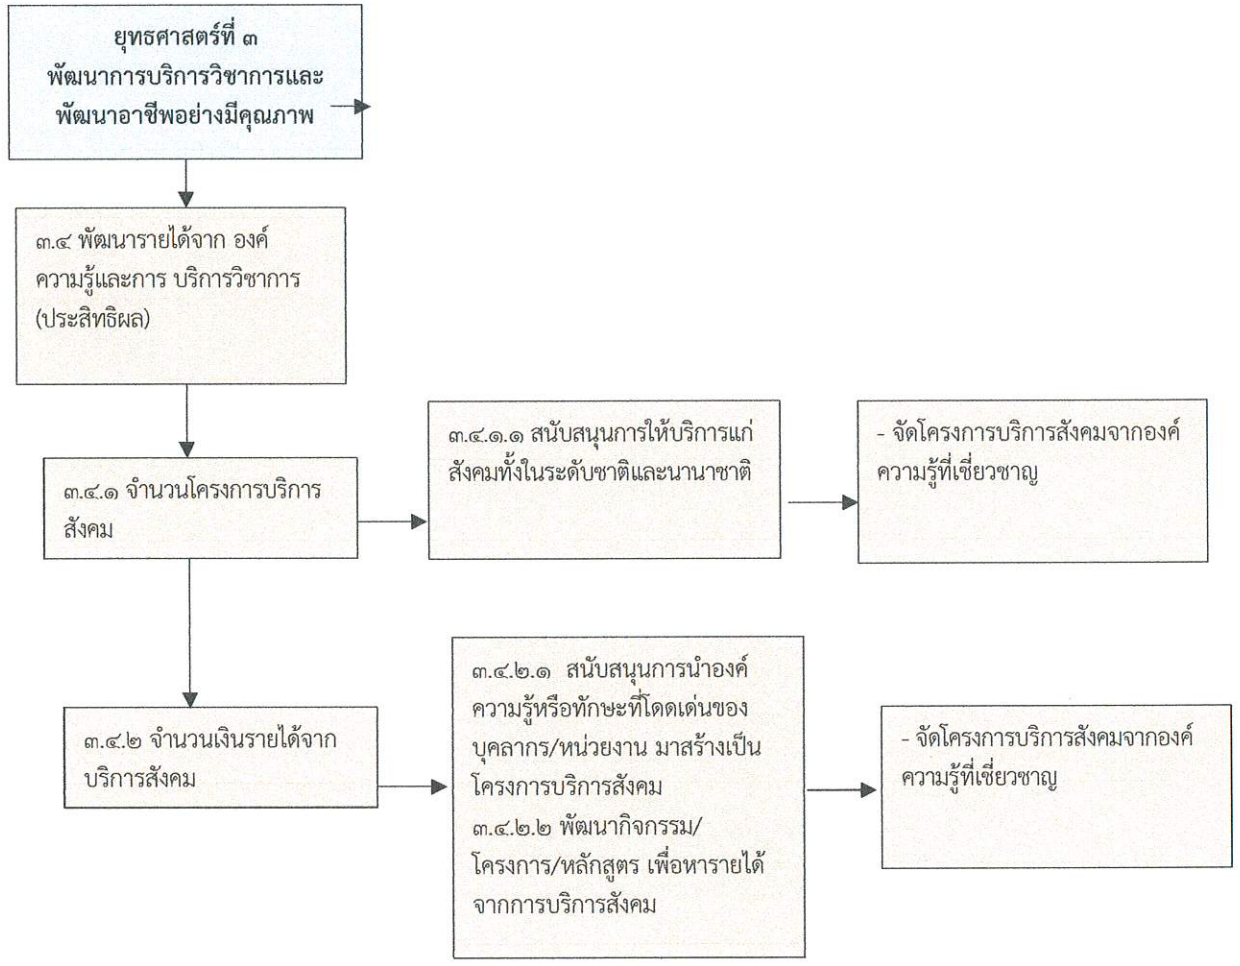 ยุทธศาสตร์ที่ ๓
พัฒนาการบริการวิชาการและ
พัฒนาอาชีพอย่างมีคุณภาพ
๓.๔ พัฒนารายได้จาก องค์
ความรู้และการ บริการวิชาการ
(ประสิทธิผล)
๓.๔.๑ จำนวนโครงการบริการ
สังคม
๓.๔.๑.๑ สนับสนุนการให้บริการแก่
สังคมทั้งในระดับชาติและนานาชาติ
- จัดโครงการบริการสังคมจากองค์
ความรู้ที่เชี่ยวชาญ
๓.๔.๒ จำนวนเงินรายได้จาก
บริการสังคม
๓.๔.๒.๑ สนับสนุนการนำองค์
ความรู้หรือทักษะที่โดดเด่นของ
บุคลากร/หน่วยงาน มาสร้างเป็น
โครงการบริการสังคม
๓.๔.๒.๒ พัฒนากิจกรรม/
โครงการ/หลักสูตร เพื่อหารายได้
จากการบริการสังคม
- จัดโครงการบริการสังคมจากองค์
ความรู้ที่เชี่ยวชาญ